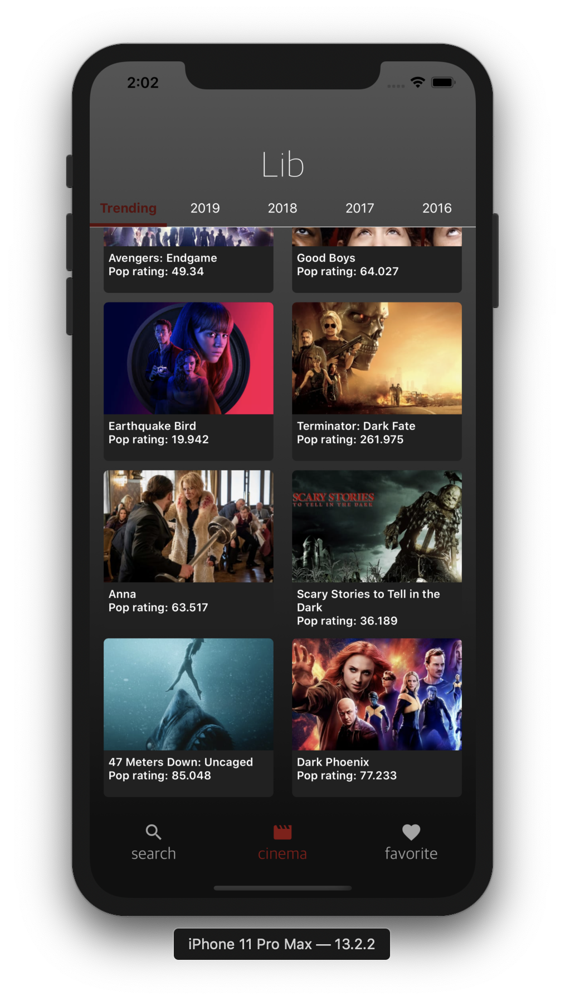 2:02
Lib
Trending 2019 2018 2017 2016
Avengers: Endgame
Pop rating: 49.34
Good Boys
Pop rating: 64.027
Earthquake Bird
Pop rating: 19.942
Terminator: Dark Fate
Pop rating: 261.975
Anna
Pop rating: 63.517
SCARY STORIES
TO TELL IN THE DARK
Scary Stories to Tell in the
Dark
Pop rating: 36.189
47 Meters Down: Uncaged
Pop rating: 85.048
Dark Phoenix
Pop rating: 77.233
search cinema favorite
iPhone 11 Pro Max — 13.2.2